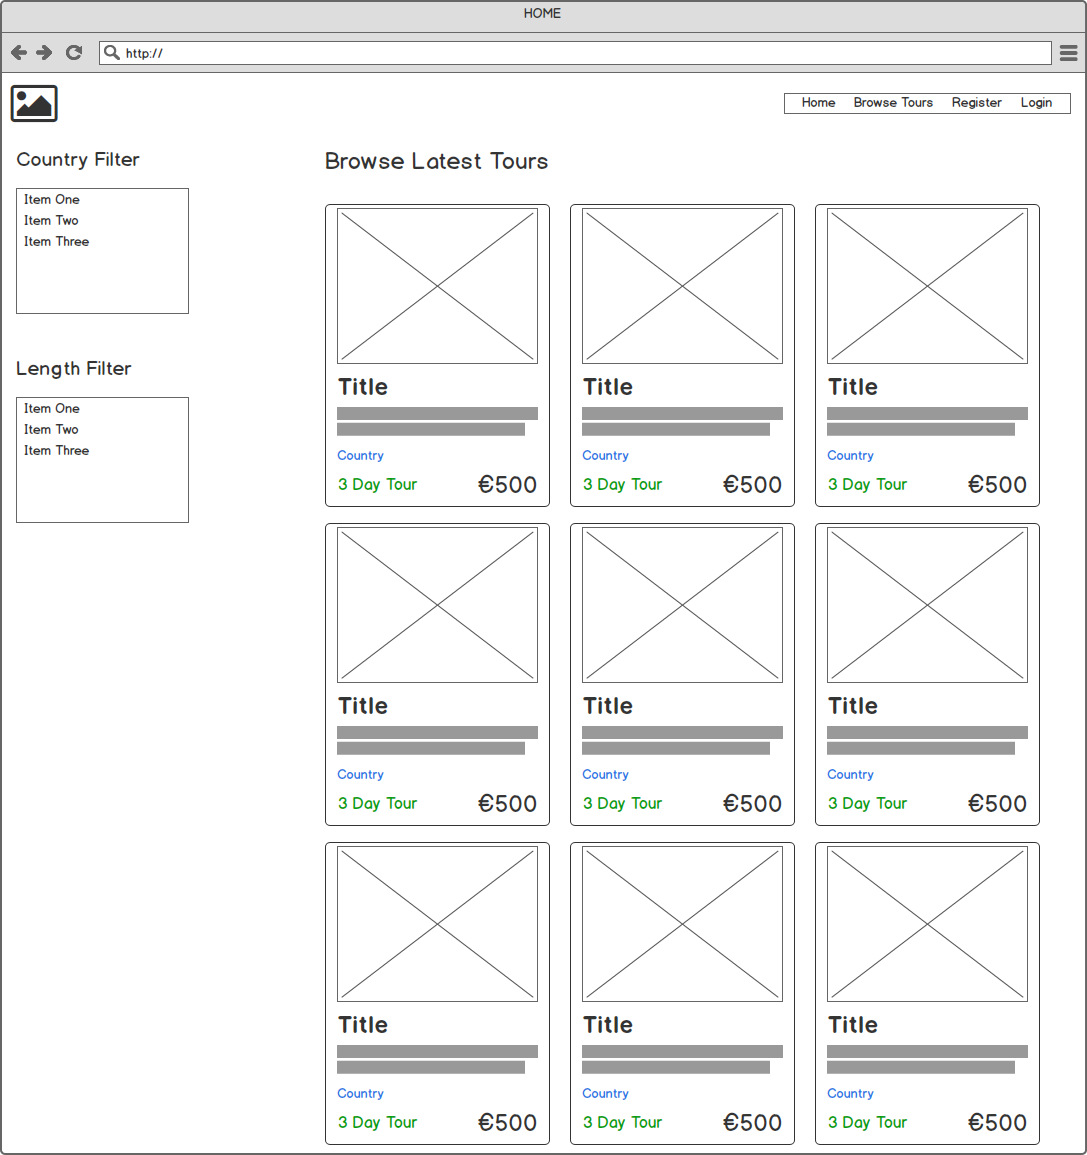 HOME
http://
Home Browse Tours Register Login
Country Filter
Item One
Item Two
Item Three
Length Filter
Item One
Item Two
Item Three
Browse Latest Tours
Title Title Title
Country Country Country
3 Day Tour €500 3 Day Tour €500 3 Day Tour €500
Title Title Title
Country Country Country
3 Day Tour €500 3 Day Tour €500 3 Day Tour €500
Title Title Title
Country Country Country
3 Day Tour €500 3 Day Tour €500 3 Day Tour €500